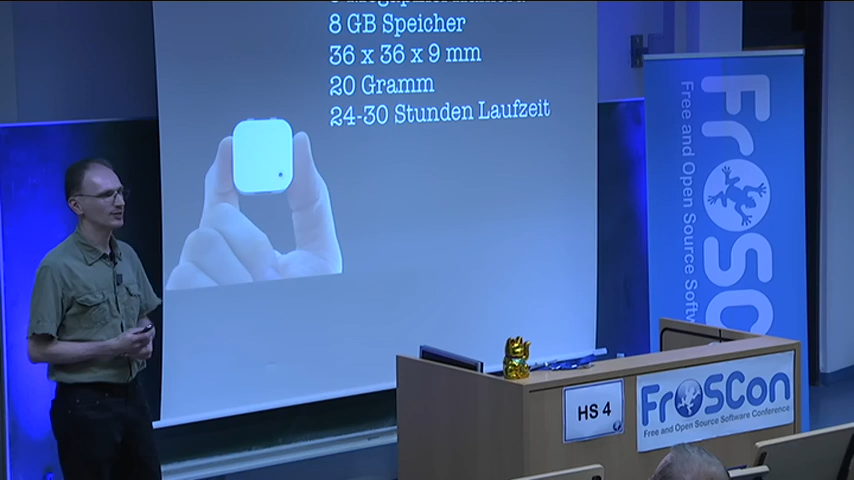 8 GB Speicher
36 x 36 x 9 mm
20 Gramm
24-30 Stunden Laufzeit
FrOSC
Free and Open Source Softw
HS 4
FrOSCon
Free and Open Source Software Conference